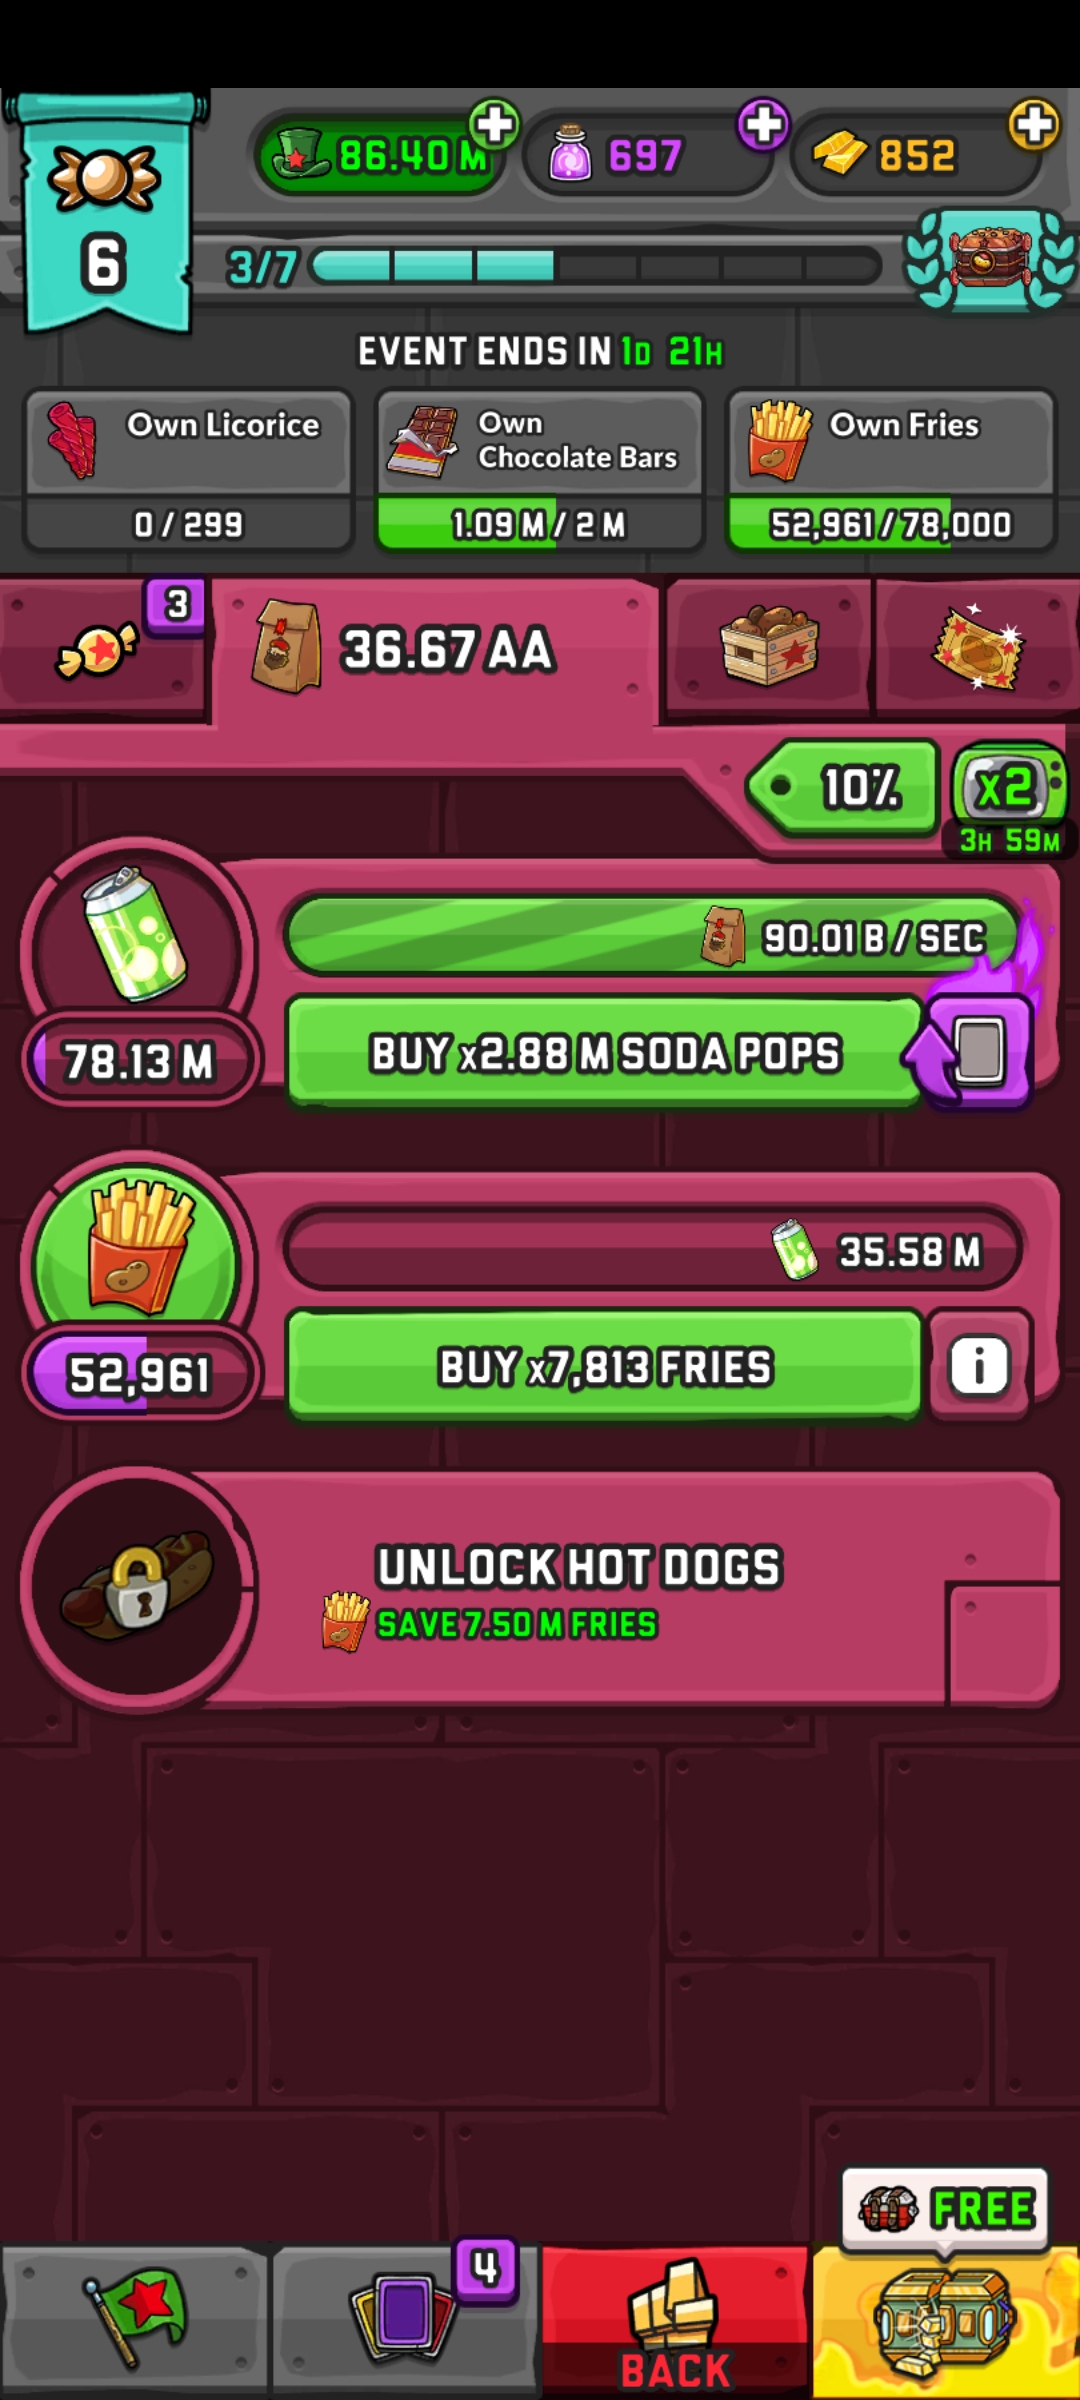 86.40 M
697
852
6
3/7
EVENT ENDS IN 1D 21H
Own Licorice
0 / 299
Own
Chocolate Bars
1.09 M / 2 M
Own Fries
52,961 / 78,000
3
36.67 AA
10%
x2
3H 59M
90.01 B / SEC
78.13 M
BUY x2.88 M SODA POPS
35.58 M
52,961
BUY x7,813 FRIES
i
UNLOCK HOT DOGS
SAVE 7.50 M FRIES
FREE
4
BACK